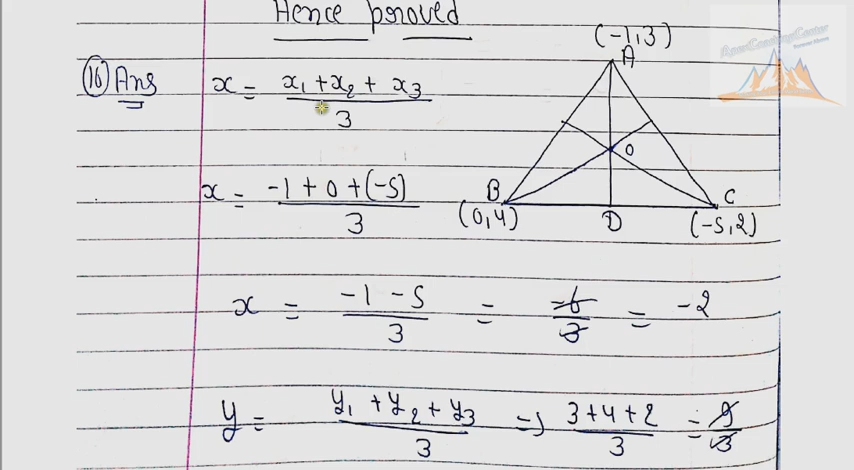 Hence proved
(16) Ans x = x₁ + x₂ + x₃ / 3
(-1,3)
A
O
B
(0,4)
D
C
(-5,2)
x = -1 + 0 + (-5) / 3
x = -1 - 5 / 3 = -6 / 3 = -2
y = y₁ + y₂ + y₃ / 3 => 3+4+2 / 3 = 9 / 3
ApexCoachingCenter